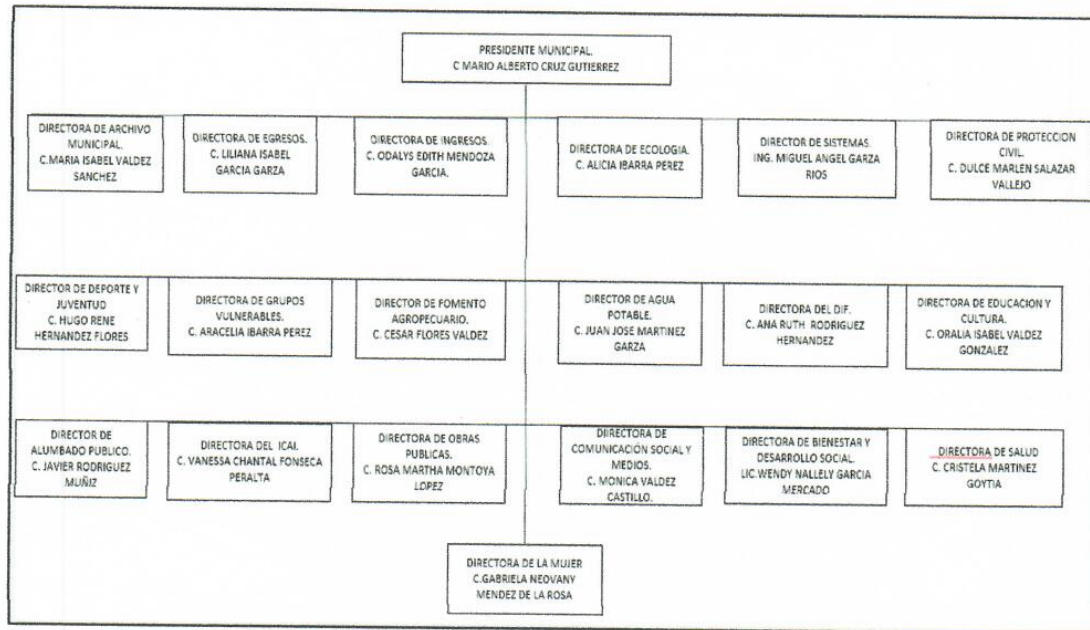 PRESIDENTE MUNICIPAL.
C MARIO ALBERTO CRUZ GUTIERREZ
DIRECTORA DE ARCHIVO
MUNICIPAL.
C.MARIA ISABEL VALDEZ
SANCHEZ
DIRECTORA DE EGRESOS.
C. LILIANA ISABEL
GARCIA GARZA
DIRECTORA DE INGRESOS.
C. ODALYS EDITH MENDOZA
GARCIA.
DIRECTORA DE ECOLOGIA.
C. ALICIA IBARRA PEREZ
DIRECTOR DE SISTEMAS.
ING. MIGUEL ANGEL GARZA
RIOS
DIRECTORA DE PROTECCION
CIVIL.
C. DULCE MARLEN SALAZAR
VALLEJO
DIRECTOR DE DEPORTE Y
JUVENTUD
C. HUGO RENE
HERNANDEZ FLORES
DIRECTORA DE GRUPOS
VULNERABLES.
C. ARACELIA IBARRA PEREZ
DIRECTOR DE FOMENTO
AGROPECUARIO.
C. CESAR FLORES VALDEZ
DIRECTOR DE AGUA
POTABLE.
C. JUAN JOSE MARTINEZ
GARZA
DIRECTORA DEL DIF.
C. ANA RUTH RODRIGUEZ
HERNANDEZ
DIRECTORA DE EDUCACION Y
CULTURA.
C. ORALIA ISABEL VALDEZ
GONZALEZ
DIRECTOR DE
ALUMBADO PUBLICO.
C. JAVIER RODRIGUEZ
MUÑIZ
DIRECTORA DEL ICAI.
C. VANESSA CHANTAL FONSECA
PERALTA
DIRECTORA DE OBRAS
PUBLICAS.
C. ROSA MARTHA MONTOYA
LOPEZ
DIIRECTORA DE
COMUNICACIÓN SOCIAL Y
MEDIOS.
C. MONICA VALDEZ
CASTILLO.
DIRECTORA DE BIENESTAR Y
DESARROLLO SOCIAL.
LIC.WENDY NALLELY GARCIA
MERCADO
DIRECTORA DE SALUD
C. CRISTELA MARTINEZ
GOYTIA
DIRECTORA DE LA MUJER
C.GABRIELA NEOVANY
MENDEZ DE LA ROSA